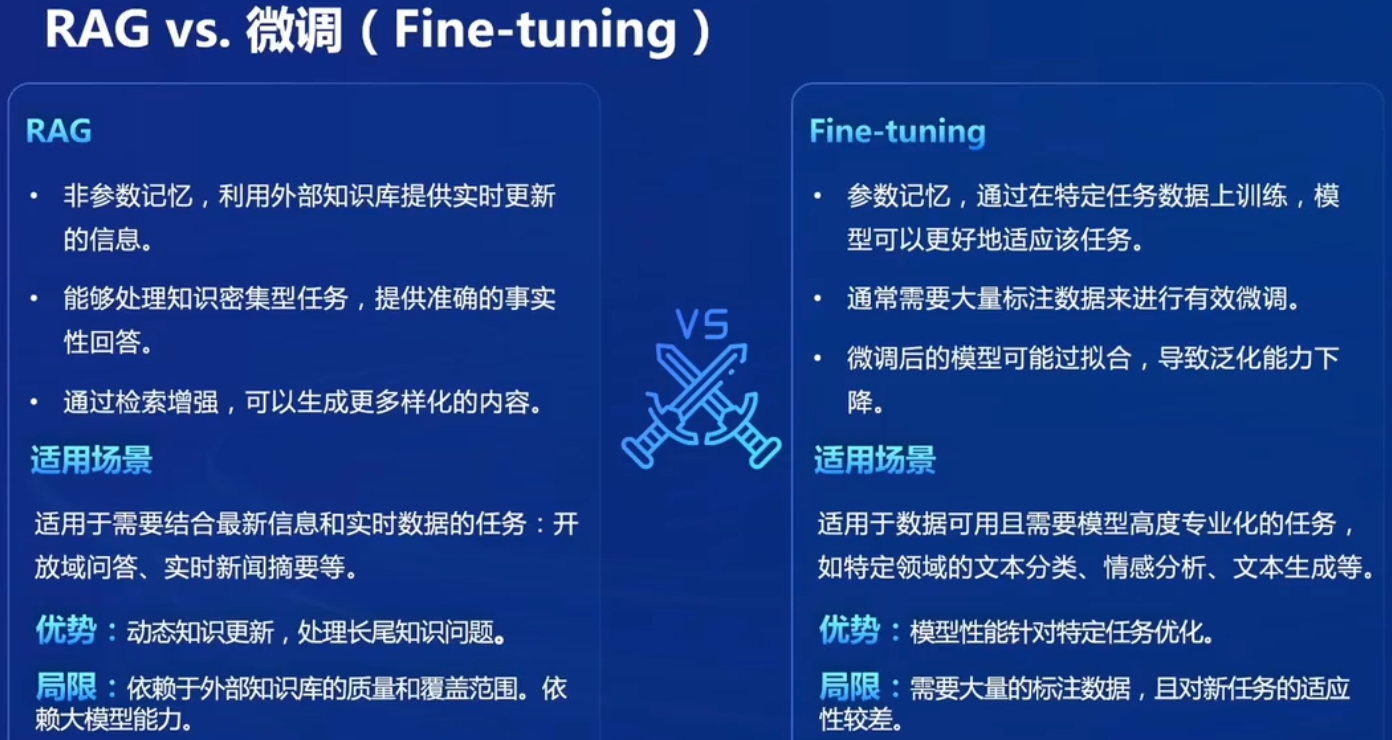 RAG vs. 微调（Fine-tuning）
RAG
• 非参数记忆，利用外部知识库提供实时更新
的信息。
• 能够处理知识密集型任务，提供准确的事实
性回答。
• 通过检索增强，可以生成更多样化的内容。
适用场景
适用于需要结合最新信息和实时数据的任务：开
放域问答、实时新闻摘要等。
优势：动态知识更新，处理长尾知识问题。
局限：依赖于外部知识库的质量和覆盖范围。依
赖大模型能力。
VS
Fine-tuning
• 参数记忆，通过在特定任务数据上训练，模
型可以更好地适应该任务。
• 通常需要大量标注数据来进行有效微调。
• 微调后的模型可能过拟合，导致泛化能力下
降。
适用场景
适用于数据可用且需要模型高度专业化的任务，
如特定领域的文本分类、情感分析、文本生成等。
优势：模型性能针对特定任务优化。
局限：需要大量的标注数据，且对新任务的适应
性较差。